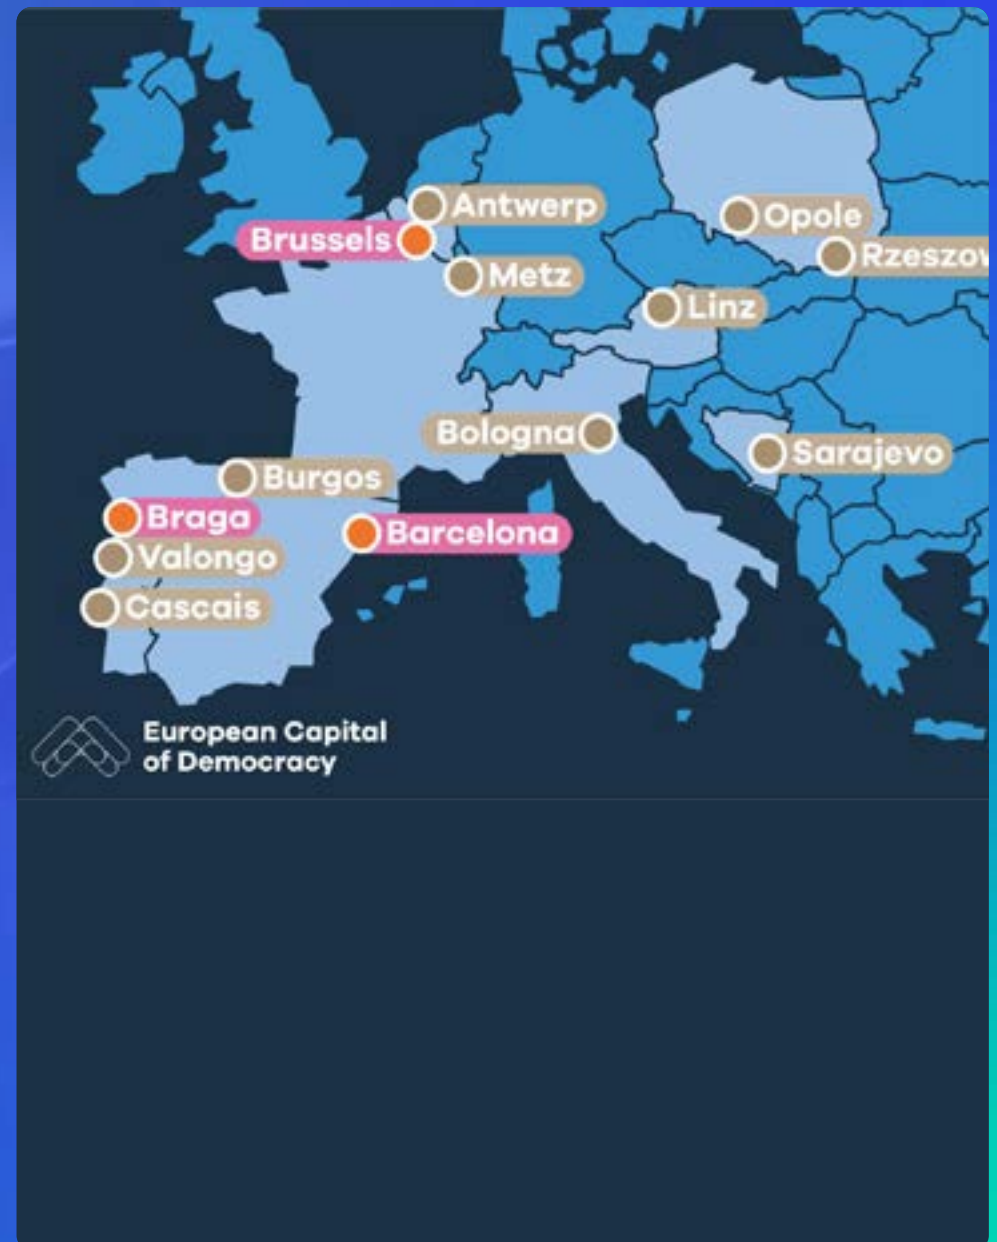 Antwerp
Opole
Brussels
Rzeszow
Metz
Linz
Bologna
Sarajevo
Burgos
Braga
Barcelona
Valongo
Cascais
European Capital
of Democracy